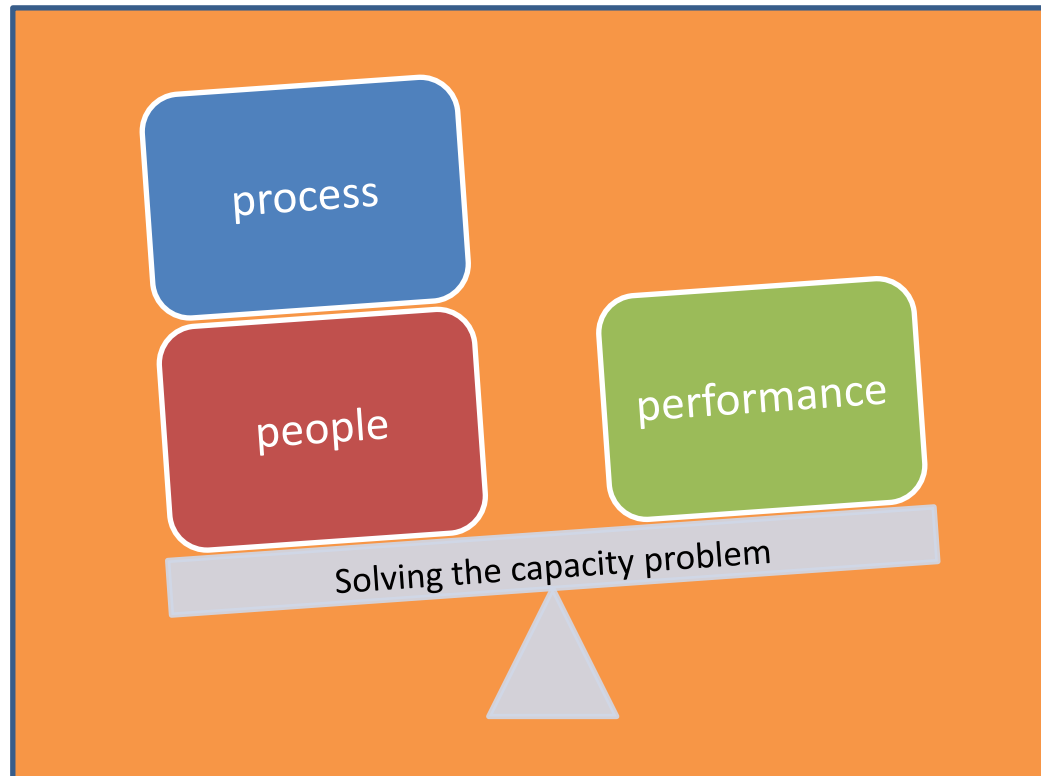 process
people
performance
Solving the capacity problem